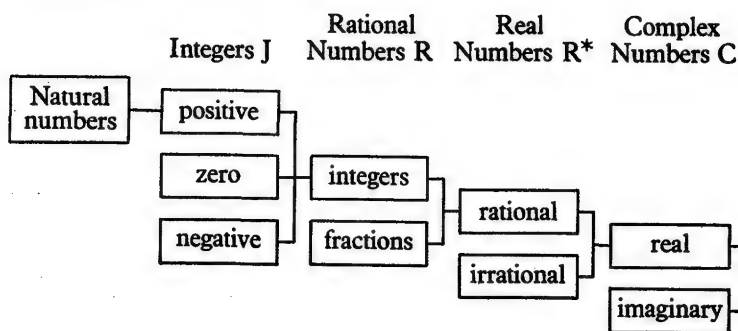 Integers J
Rational
Numbers R
Real
Numbers R*
Complex
Numbers C
Natural
numbers
positive
zero
negative
integers
fractions
rational
irrational
real
imaginary